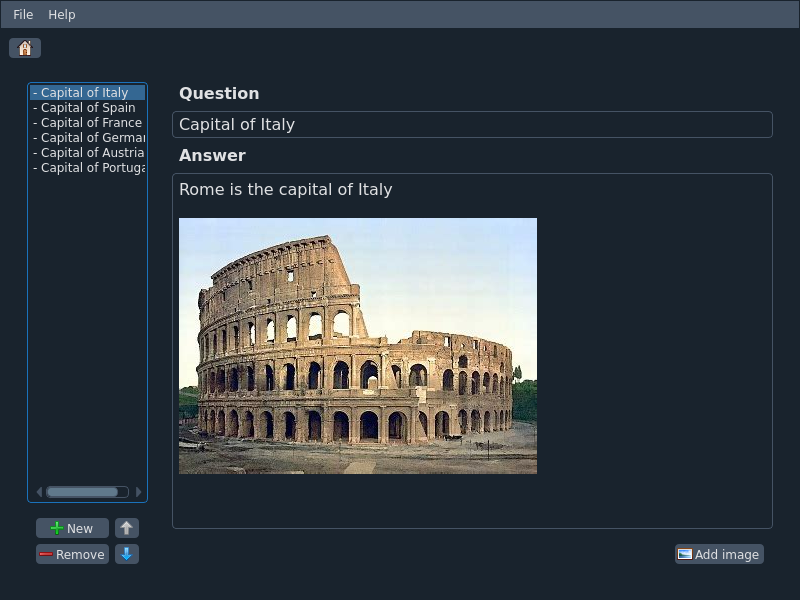 File Help
- Capital of Italy
- Capital of Spain
- Capital of France
- Capital of German
- Capital of Austria
- Capital of Portuga
New
Remove
Question
Capital of Italy
Answer
Rome is the capital of Italy
Add image